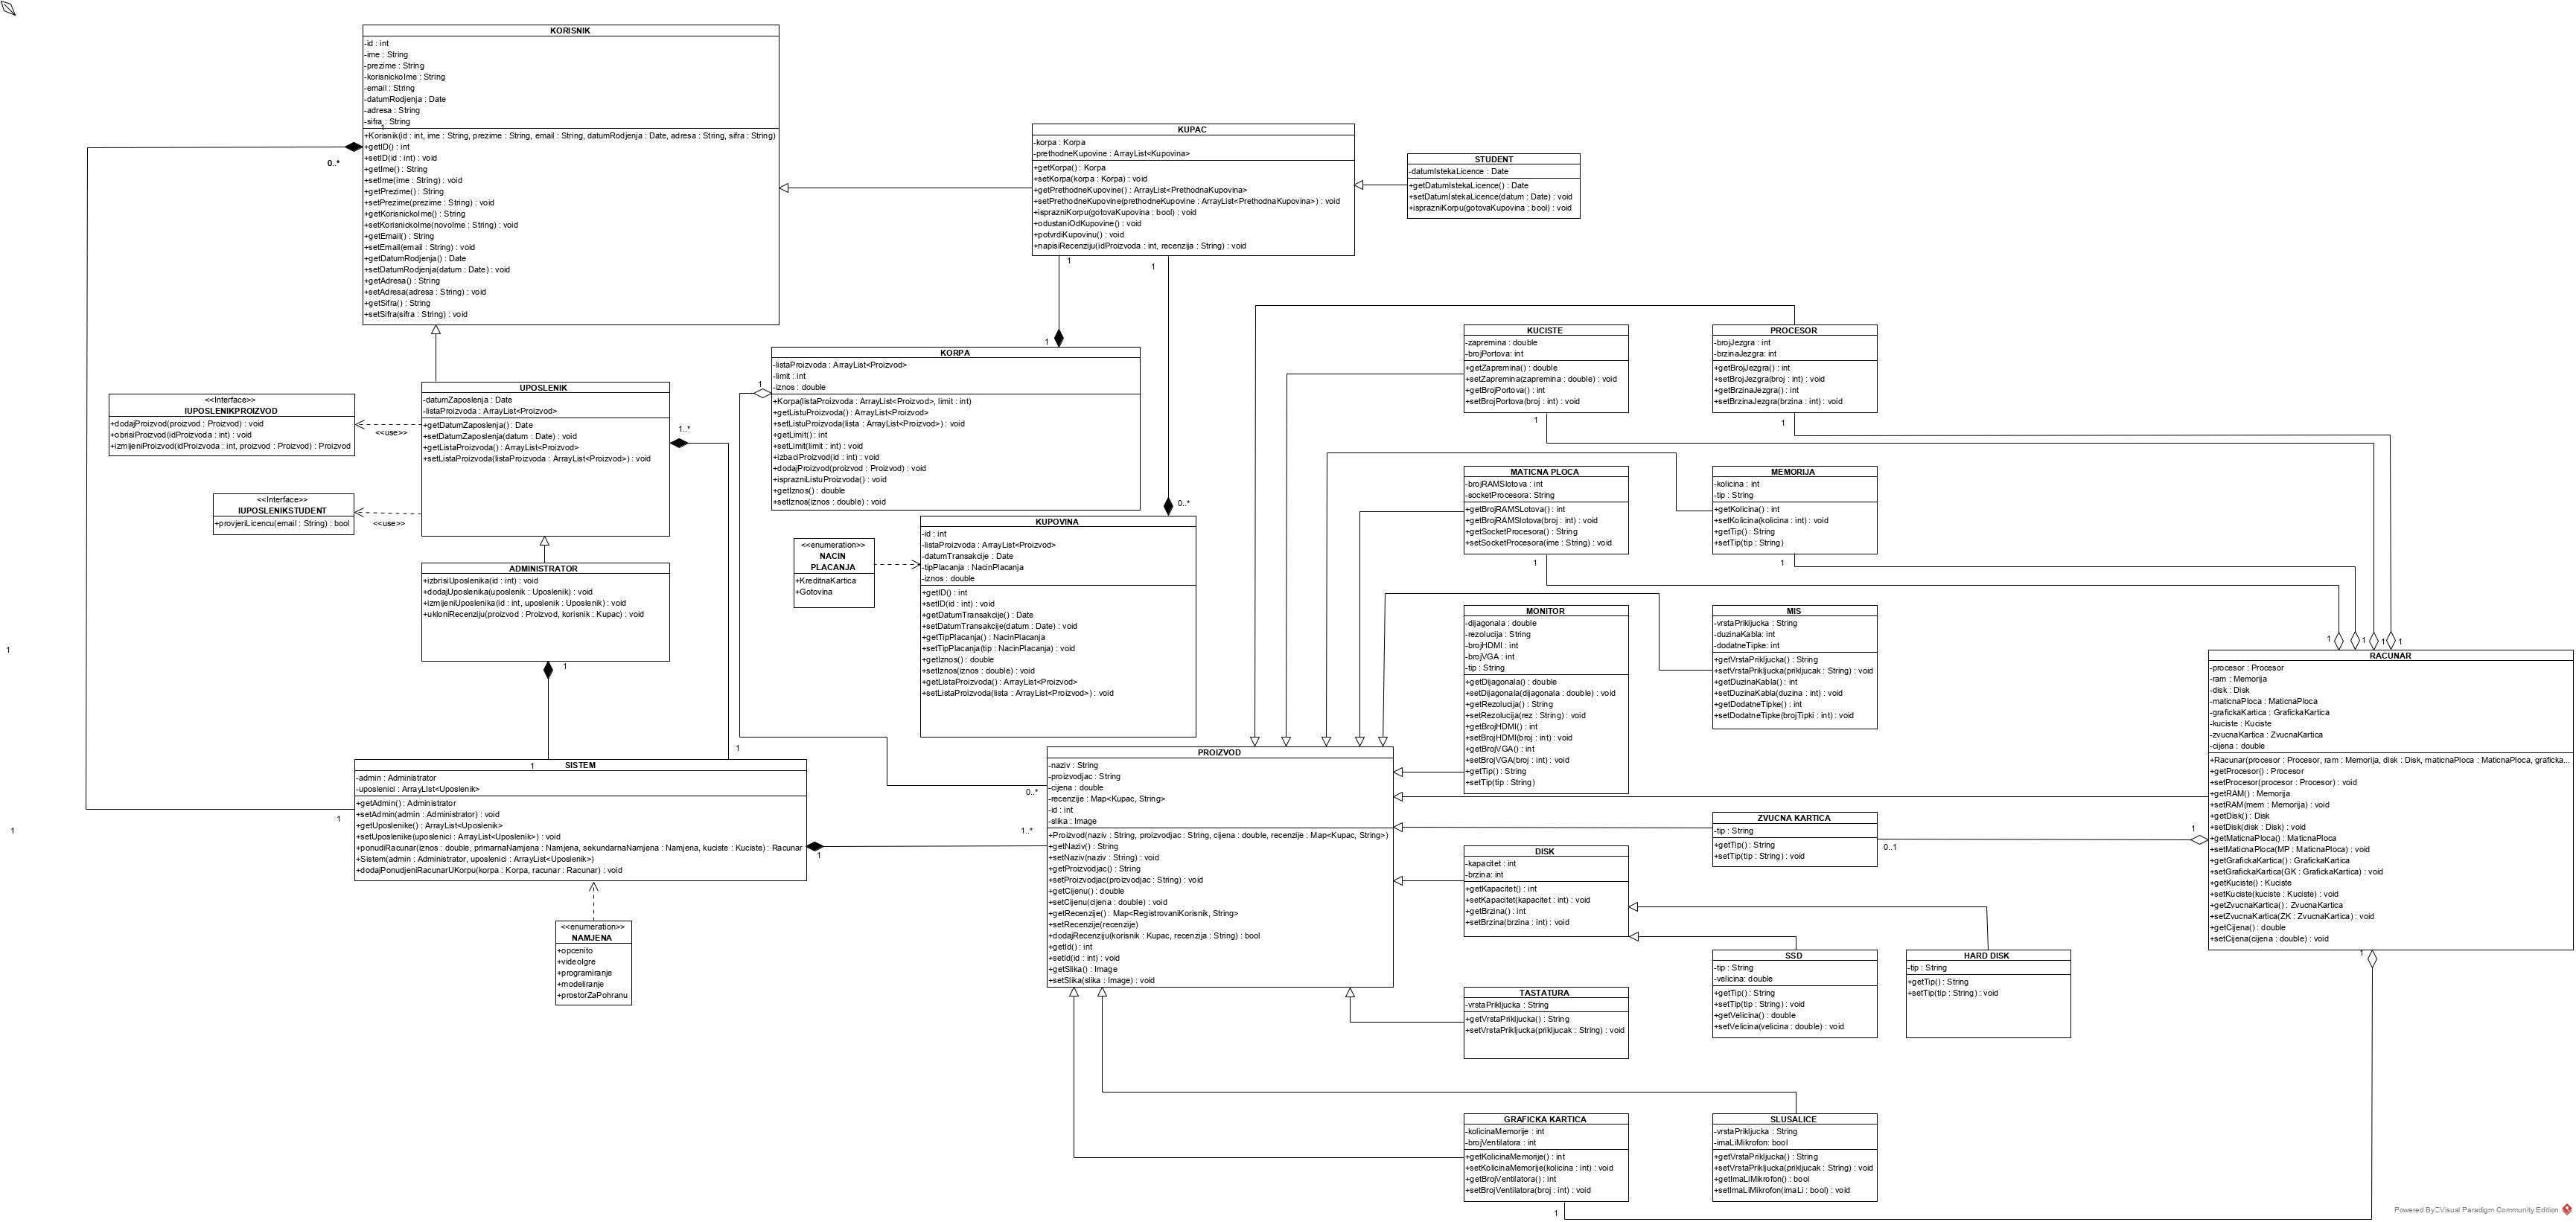 KORISNIK
-id : int
-ime : String
-prezime : String
-korisnickoIme : String
-email : String
-datumRodjenja : Date
-adresa : String
-sifra : String
1
+Korisnik(id : int, ime : String, prezime : String, email : String, datumRodjenja : Date, adresa : String, sifra : String)
+getID() : int
+setID(id : int) : void
+getIme() : String
+setIme(ime : String) : void
+getPrezime() : String
+setPrezime(prezime : String) : void
+getKorisnickoIme() : String
+setKorisnickoIme(novoIme : String) : void
+getEmail() : String
+setEmail(email : String) : void
+getDatumRodjenja() : Date
+setDatumRodjenja(datum : Date) : void
+getAdresa() : String
+setAdresa(adresa : String) : void
+getSifra() : String
+setSifra(sifra : String) : void
0..*
KUPAC
-korpa : Korpa
-prethodneKupovine : ArrayList<Kupovina>
+getKorpa() : Korpa
+setKorpa(korpa : Korpa) : void
+getPrethodneKupovine() : ArrayList<PrethodnaKupovina>
+setPrethodneKupovine(prethodneKupovine : ArrayList<PrethodnaKupovina>) : void
+isprazniKorpu(gotovaKupovina : bool) : void
+odustaniOdKupovine() : void
+potvrdiKupovinu() : void
+napisiRecenziju(idProizvoda : int, recenzija : String) : void
1
1
STUDENT
-datumIstekaLicence : Date
+getDatumIstekaLicence() : Date
+setDatumIstekaLicence(datum : Date) : void
+isprazniKorpu(gotovaKupovina : bool) : void
<<Interface>>
IUPOSLENIKPROIZVOD
+dodajProizvod(proizvod : Proizvod) : void
+obrisiProizvod(idProizvoda : int) : void
+izmijeniProizvod(idProizvoda : int, proizvod : Proizvod) : Proizvod
<<use>>
<<Interface>>
IUPOSLENIKSTUDENT
+provjeriLicencu(email : String) : bool
<<use>>
UPOSLENIK
-datumZaposlenja : Date
-listaProizvoda : ArrayList<Proizvod>
+getDatumZaposlenja() : Date
+setDatumZaposlenja(datum : Date) : void
+getListaProizvoda() : ArrayList<Proizvod>
+setListaProizvoda(listaProizvoda : ArrayList<Proizvod>) : void
1..*
ADMINISTRATOR
+izbrisiUposlenika(id : int) : void
+dodajUposlenika(uposlenik : Uposlenik) : void
+izmijeniUposlenika(id : int, uposlenik : Uposlenik) : void
+ukloniRecenziju(proizvod : Proizvod, korisnik : Kupac) : void
1
KORPA
1
1
-listaProizvoda : ArrayList<Proizvod>
-limit : int
-iznos : double
+Korpa(listaProizvoda : ArrayList<Proizvod>, limit : int)
+getListuProizvoda() : ArrayList<Proizvod>
+setListuProizvoda(lista : ArrayList<Proizvod>) : void
+getLimit() : int
+setLimit(limit : int) : void
+izbaciProizvod(id : int) : void
+dodajProizvod(proizvod : Proizvod) : void
+isprazniListuProizvoda() : void
+getIznos() : double
+setIznos(iznos : double) : void
0..*
<<enumeration>>
NACIN
PLACANJA
+KreditnaKartica
+Gotovina
KUPOVINA
-id : int
-listaProizvoda : ArrayList<Proizvod>
-datumTransakcije : Date
-tipPlacanja : NacinPlacanja
-iznos : double
+getID() : int
+setID(id : int) : void
+getDatumTransakcije() : Date
+setDatumTransakcije(datum : Date) : void
+getTipPlacanja() : NacinPlacanja
+setTipPlacanja(tip : NacinPlacanja) : void
+getIznos() : double
+setIznos(iznos : double) : void
+getListaProizvoda() : ArrayList<Proizvod>
+setListaProizvoda(lista : ArrayList<Proizvod>) : void
1
1
1
1
1
SISTEM
-admin : Administrator
-uposlenici : ArrayLIst<Uposlenik>
+getAdmin() : Administrator
+setAdmin(admin : Administrator) : void
+getUposlenike() : ArrayList<Uposlenik>
+setUposlenike(uposlenici : ArrayList<Uposlenik>) : void
+ponudiRacunar(iznos : double, primarnaNamjena : Namjena, sekundarnaNamjena : Namjena, kuciste : Kuciste) : Racunar
+Sistem(admin : Administrator, uposlenici : ArrayList<Uposlenik>)
+dodajPonudjeniRacunarUKorpu(korpa : Korpa, racunar : Racunar) : void
1
<<enumeration>>
NAMJENA
+opcenito
+videoIgre
+programiranje
+modeliranje
+prostorZaPohranu
PROIZVOD
0..*
1..*
-naziv : String
-proizvodjac : String
-cijena : double
-recenzije : Map<Kupac, String>
-id : int
-slika : Image
+Proizvod(naziv : String, proizvodjac : String, cijena : double, recenzije : Map<Kupac, String>)
+getNaziv() : String
+setNaziv(naziv : String) : void
+getProizvodjac() : String
+setProizvodjac(proizvodjac : String) : void
+getCijenu() : double
+setCijenu(cijena : double) : void
+getRecenzije() : Map<RegistrovaniKorisnik, String>
+setRecenzije(recenzije)
+dodajRecenziju(korisnik : Kupac, recenzija : String) : bool
+getId() : int
+setId(id : int) : void
+getSlika() : Image
+setSlika(slika : Image) : void
KUCISTE
-zapremina : double
-brojPortova: int
+getZapremina() : double
+setZapremina(zapremina : double) : void
+getBrojPortova() : int
+setBrojPortova(broj : int) : void
1
PROCESOR
-brojJezgra : int
-brzinaJezgra: int
+getBrojJezgra() : int
+setBrojJezgra(broj : int) : void
+getBrzinaJezgra() : int
+setBrzinaJezgra(brzina : int) : void
1
MATICNA PLOCA
-brojRAMSlotova : int
-socketProcesora: String
+getBrojRAMSLotova() : int
+getBrojRAMSlotova(broj : int) : void
+getSocketProcesora() : String
+setSocketProcesora(ime : String) : void
1
MEMORIJA
-kolicina : int
-tip : String
+getKolicina() : int
+setKolicina(kolicina : int) : void
+getTip() : String
+setTip(tip : String)
1
MONITOR
-dijagonala : double
-rezolucija : String
-brojHDMI : int
-brojVGA : int
-tip : String
+getDijagonala() : double
+setDijagonala(dijagonala : double) : void
+getRezolucija() : String
+setRezolucija(rez : String) : void
+getBrojHDMI() : int
+setBrojHDMI(broj : int) : void
+getBrojVGA() : int
+setBrojVGA(broj : int) : void
+getTip() : String
+setTip(tip : String)
MIS
-vrstaPrikljucka : String
-duzinaKabla: int
-dodatneTipke: int
+getVrstaPrikljucka() : String
+setVrstaPrikljucka(prikljucak : String) : void
+getDuzinaKabla() : int
+setDuzinaKabla(duzina : int) : void
+getDodatneTipke() : int
+setDodatneTipke(brojTipki : int) : void
ZVUCNA KARTICA
-tip : String
+getTip() : String
+setTip(tip : String) : void
0..1
1
DISK
-kapacitet : int
-brzina: int
+getKapacitet() : int
+setKapacitet(kapacitet : int) : void
+getBrzina() : int
+setBrzina(brzina : int) : void
SSD
-tip : String
-velicina: double
+getTip() : String
+setTip(tip : String) : void
+getVelicina() : double
+setVelicina(velicina : double) : void
HARD DISK
-tip : String
+getTip() : String
+setTip(tip : String) : void
TASTATURA
-vrstaPrikljucka : String
+getVrstaPrikljucka() : String
+setVrstaPrikljucka(prikljucak : String) : void
GRAFICKA KARTICA
-kolicinaMemorije : int
-brojVentilatora : int
+getKolicinaMemorije() : int
+setKolicinaMemorije(kolicina : int) : void
+getBrojVentilatora() : int
+setBrojVentilatora(broj : int) : void
1
SLUSALICE
-vrstaPrikljucka : String
-imaLiMikrofon: bool
+getVrstaPrikljucka() : String
+setVrstaPrikljucka(prikljucak : String) : void
+getImaLiMikrofon() : bool
+setImaLiMikrofon(imaLi : bool) : void
1 1 1 1
RACUNAR
-procesor : Procesor
-ram : Memorija
-disk : Disk
-maticnaPloca : MaticnaPloca
-grafickaKartica : GrafickaKartica
-kuciste : Kuciste
-zvucnaKartica : ZvucnaKartica
-cijena : double
+Racunar(procesor : Procesor, ram : Memorija, disk : Disk, maticnaPloca : MaticnaPloca, graficka...
+getProcesor() : Procesor
+setProcesor(procesor : Procesor) : void
+getRAM() : Memorija
+setRAM(mem : Memorija) : void
+getDisk() : Disk
+setDisk(disk : Disk) : void
+getMaticnaPloca() : MaticnaPloca
+setMaticnaPloca(MP : MaticnaPloca) : void
+getGrafickaKartica() : GrafickaKartica
+setGrafickaKartica(GK : GrafickaKartica) : void
+getKuciste() : Kuciste
+setKuciste(kuciste : Kuciste) : void
+getZvucnaKartica() : ZvucnaKartica
+setZvucnaKartica(ZK : ZvucnaKartica) : void
+getCijena() : double
+setCijena(cijena : double) : void
1
Powered By Visual Paradigm Community Edition